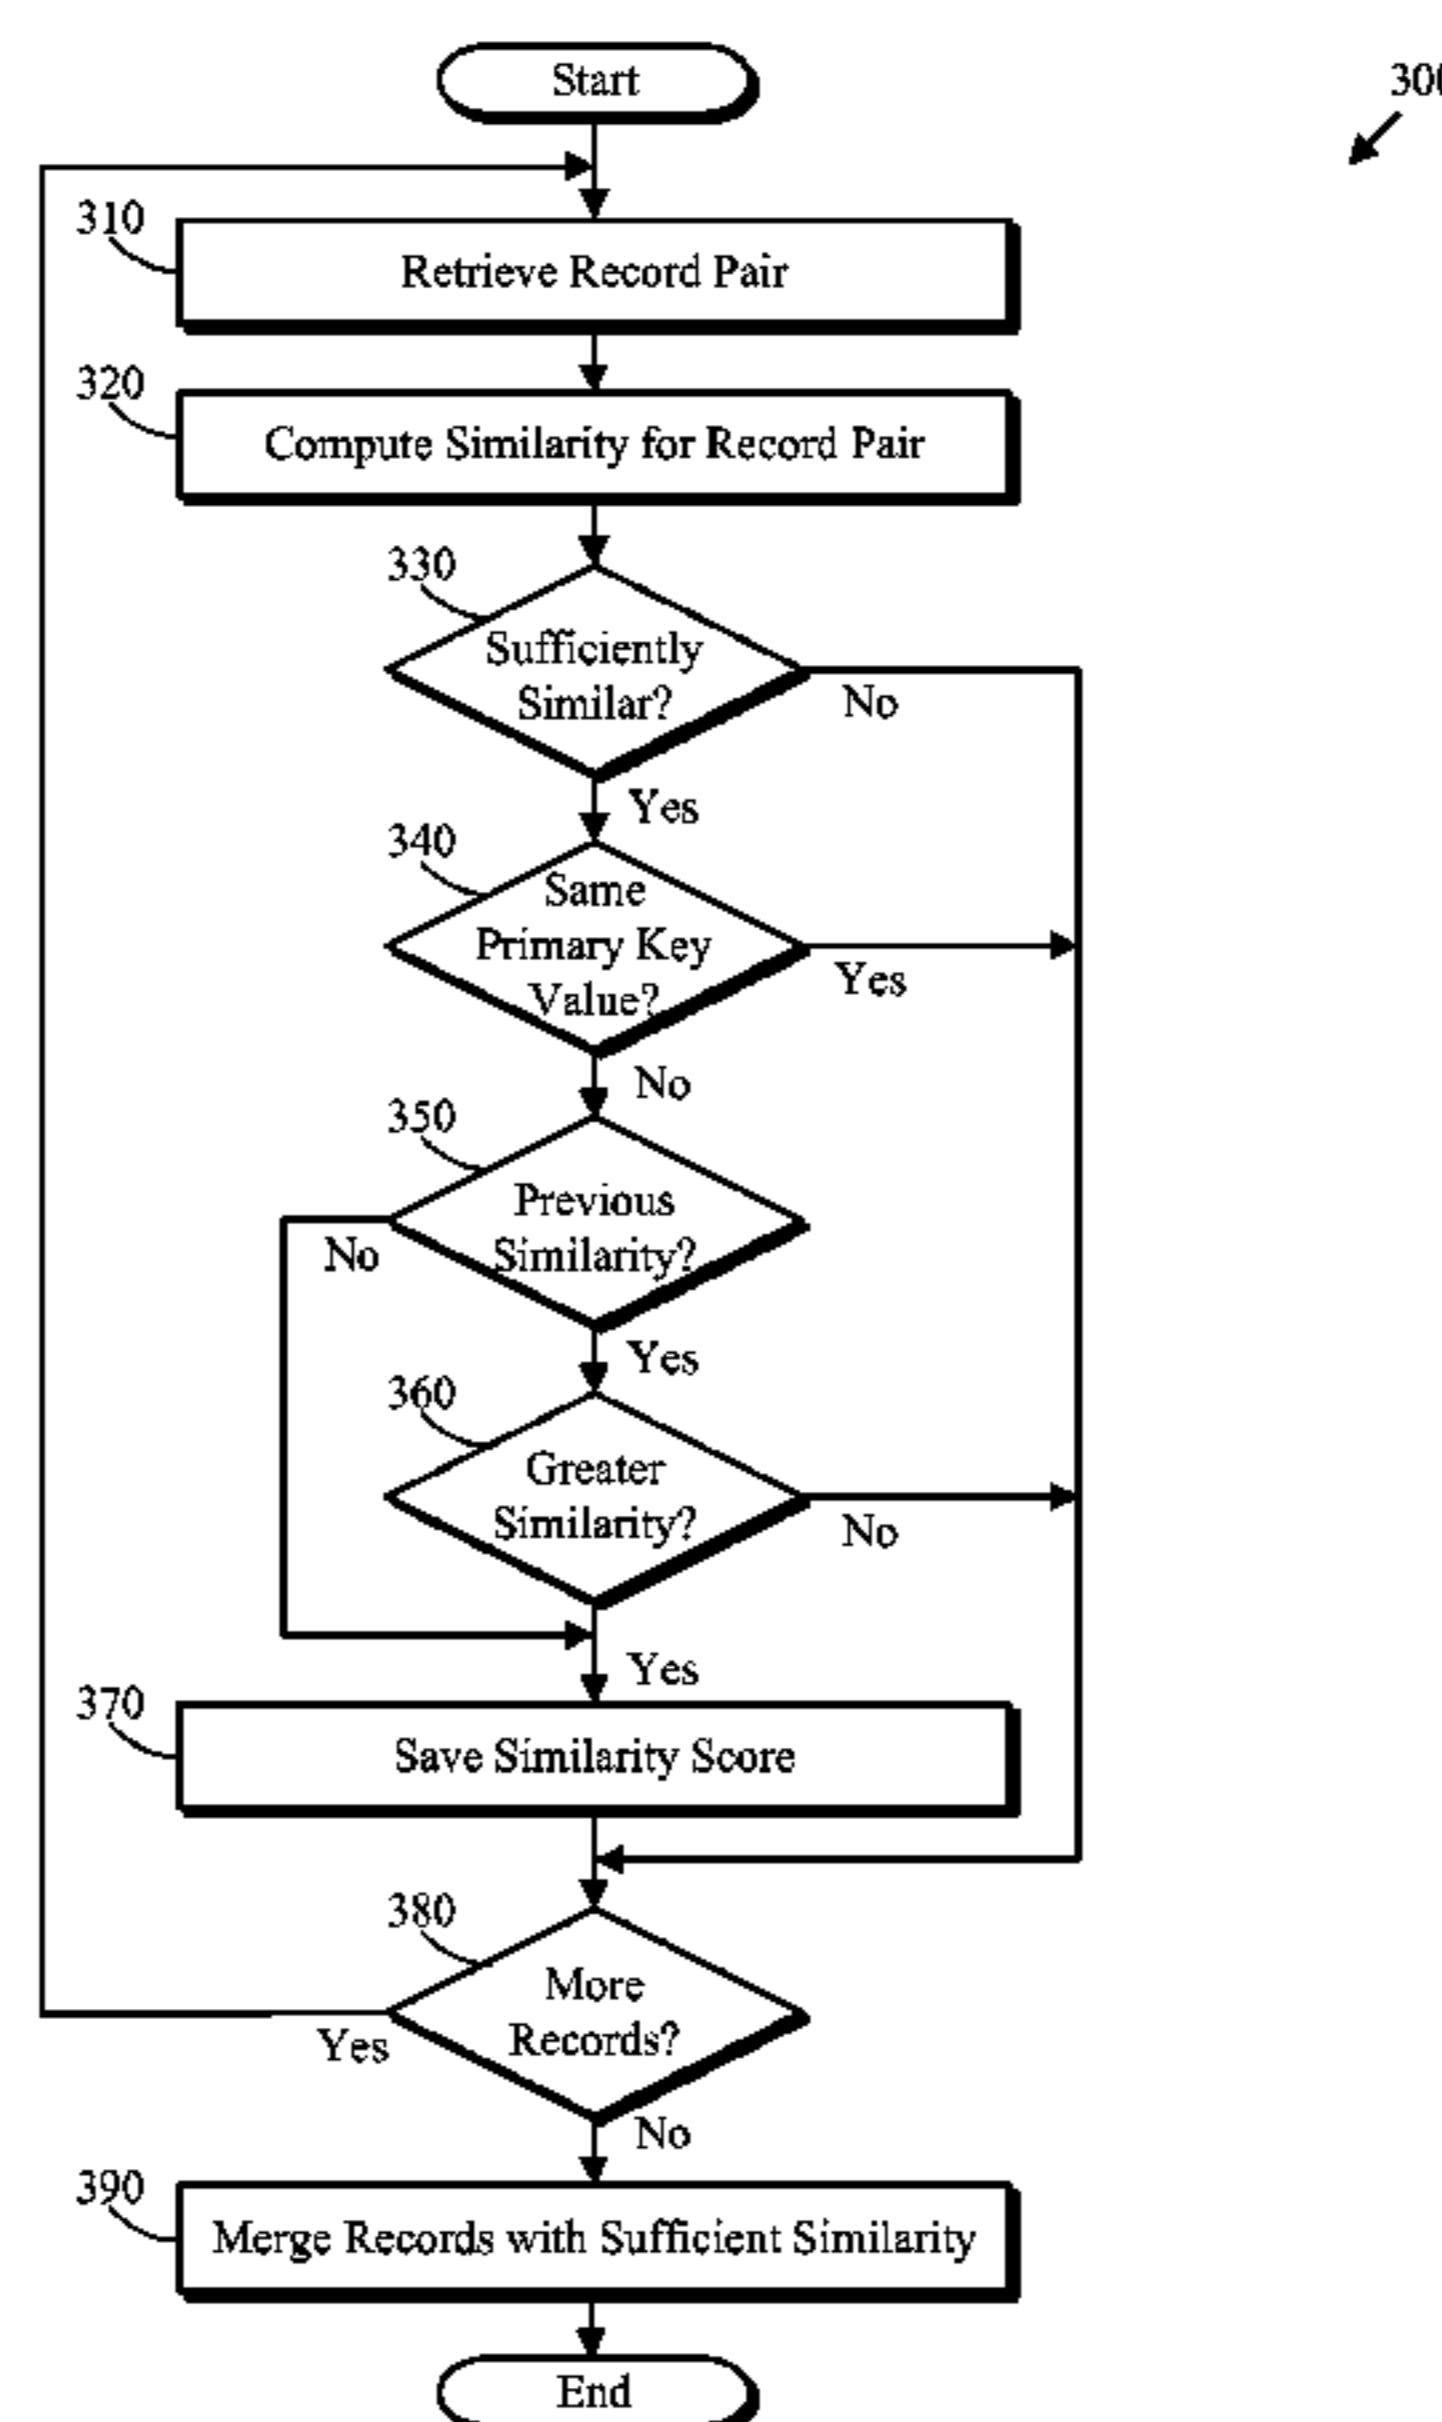 Start
300
310
Retrieve Record Pair
320
Compute Similarity for Record Pair
330
Sufficiently
Similar?
No
Yes
340
Same
Primary Key
Value?
Yes
No
350
Previous
Similarity?
No
Yes
360
Greater
Similarity?
No
Yes
370
Save Similarity Score
380
More
Records?
Yes
No
390
Merge Records with Sufficient Similarity
End